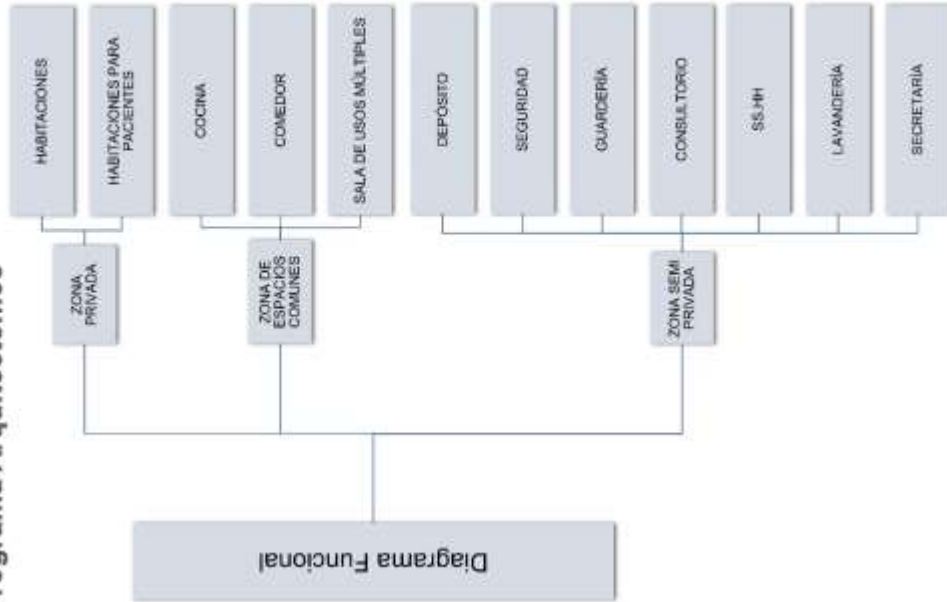 Diagrama Funcional
ZONA
PRIVADA
HABITACIONES
HABITACIONES PARA
PACIENTES
ZONA DE
ESPACIOS
COMUNES
COCINA
COMEDOR
SALA DE USOS MÚLTIPLES
ZONA SEMI
PRIVADA
DEPÓSITO
SEGURIDAD
GUARDERÍA
CONSULTORIO
SS.HH
LAVANDERÍA
SECRETARÍA